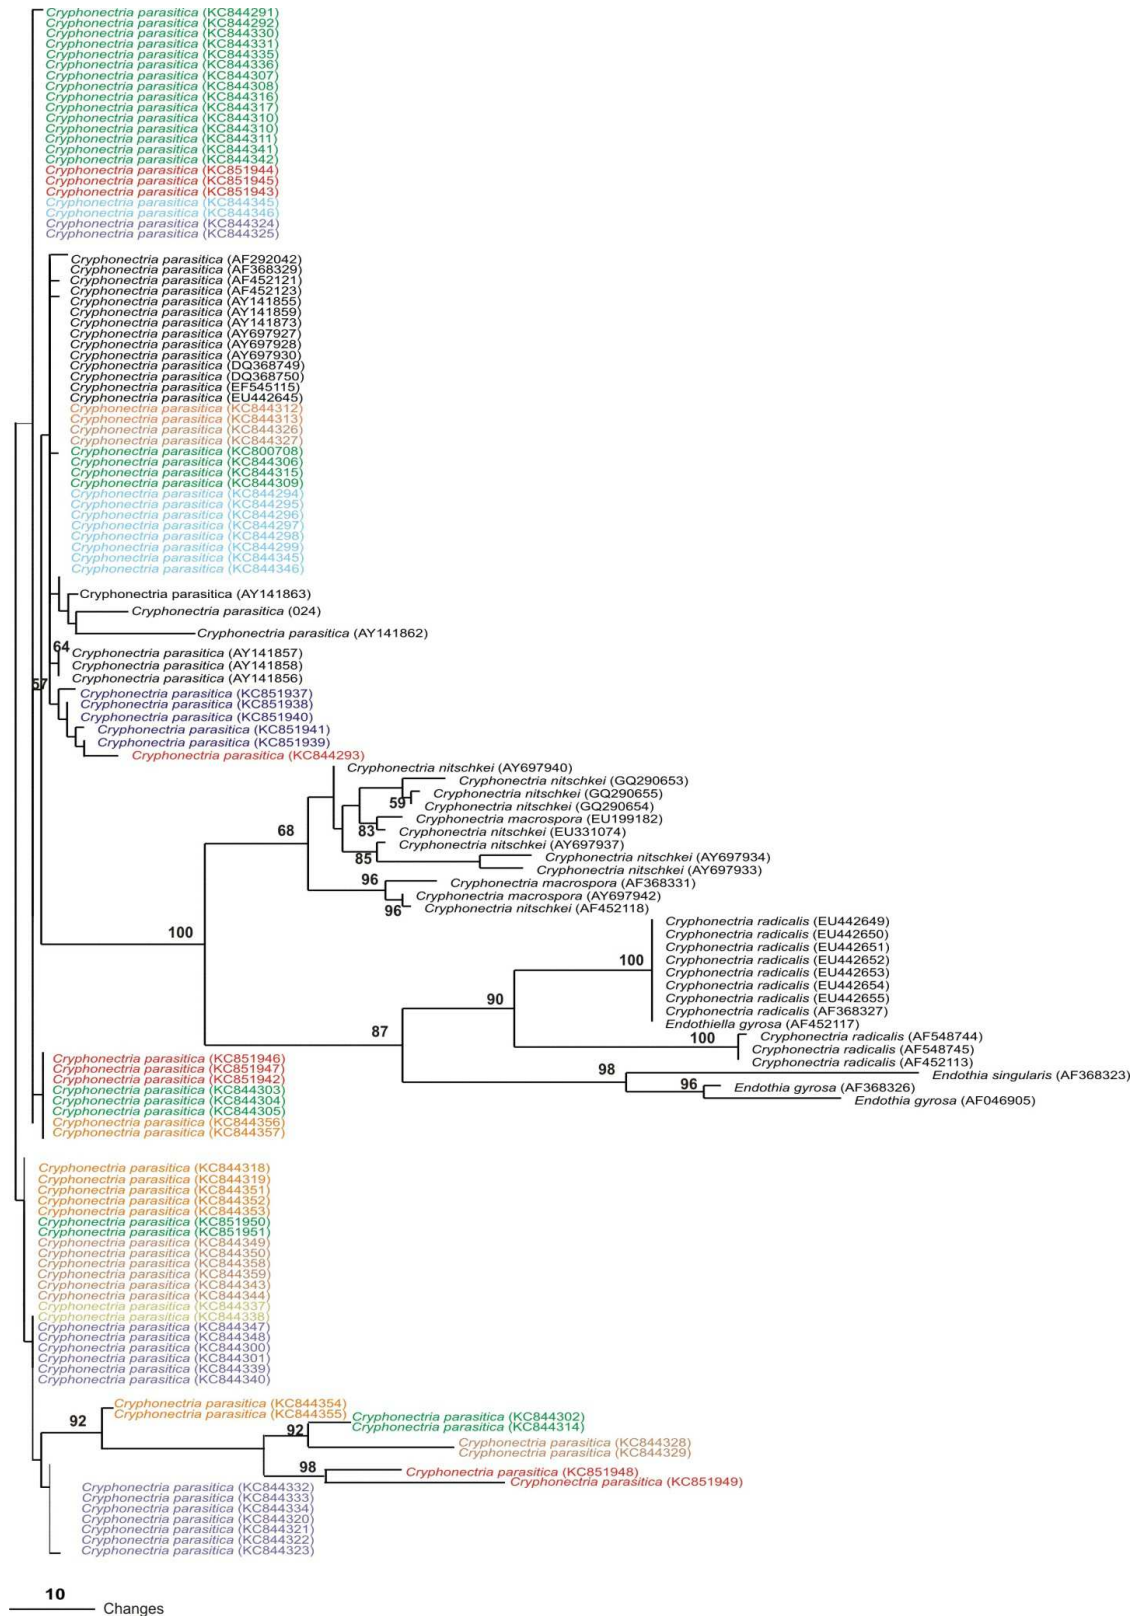 Cryphonectria parasitica (KC844291)
Cryphonectria parasitica (KC844292)
Cryphonectria parasitica (KC844330)
Cryphonectria parasitica (KC844331)
Cryphonectria parasitica (KC844335)
Cryphonectria parasitica (KC844336)
Cryphonectria parasitica (KC844307)
Cryphonectria parasitica (KC844308)
Cryphonectria parasitica (KC844316)
Cryphonectria parasitica (KC844317)
Cryphonectria parasitica (KC844310)
Cryphonectria parasitica (KC844310)
Cryphonectria parasitica (KC844311)
Cryphonectria parasitica (KC844341)
Cryphonectria parasitica (KC844342)
Cryphonectria parasitica (KC851944)
Cryphonectria parasitica (KC851945)
Cryphonectria parasitica (KC851943)
Cryphonectria parasitica (KC844345)
Cryphonectria parasitica (KC844346)
Cryphonectria parasitica (KC844324)
Cryphonectria parasitica (KC844325)
Cryphonectria parasitica (AF292042)
Cryphonectria parasitica (AF368329)
Cryphonectria parasitica (AF452121)
Cryphonectria parasitica (AF452123)
Cryphonectria parasitica (AY141855)
Cryphonectria parasitica (AY141859)
Cryphonectria parasitica (AY141873)
Cryphonectria parasitica (AY697927)
Cryphonectria parasitica (AY697928)
Cryphonectria parasitica (AY697930)
Cryphonectria parasitica (DQ368749)
Cryphonectria parasitica (DQ368750)
Cryphonectria parasitica (EF545115)
Cryphonectria parasitica (EU442645)
Cryphonectria parasitica (KC844312)
Cryphonectria parasitica (KC844313)
Cryphonectria parasitica (KC844326)
Cryphonectria parasitica (KC844327)
Cryphonectria parasitica (KC800708)
Cryphonectria parasitica (KC844306)
Cryphonectria parasitica (KC844315)
Cryphonectria parasitica (KC844309)
Cryphonectria parasitica (KC844294)
Cryphonectria parasitica (KC844295)
Cryphonectria parasitica (KC844296)
Cryphonectria parasitica (KC844297)
Cryphonectria parasitica (KC844298)
Cryphonectria parasitica (KC844299)
Cryphonectria parasitica (KC844345)
Cryphonectria parasitica (KC844346)
Cryphonectria parasitica (AY141863)
Cryphonectria parasitica (024)
Cryphonectria parasitica (AY141862)
64
Cryphonectria parasitica (AY141857)
Cryphonectria parasitica (AY141858)
Cryphonectria parasitica (AY141856)
57
Cryphonectria parasitica (KC851937)
Cryphonectria parasitica (KC851938)
Cryphonectria parasitica (KC851940)
Cryphonectria parasitica (KC851941)
Cryphonectria parasitica (KC851939)
Cryphonectria parasitica (KC844293)
Cryphonectria nitschkei (AY697940)
Cryphonectria nitschkei (GQ290653)
Cryphonectria nitschkei (GQ290655)
59
Cryphonectria nitschkei (GQ290654)
Cryphonectria macrospora (EU199182)
68
83
Cryphonectria nitschkei (EU331074)
Cryphonectria nitschkei (AY697937)
85
Cryphonectria nitschkei (AY697934)
Cryphonectria nitschkei (AY697933)
96
Cryphonectria macrospora (AF368331)
Cryphonectria macrospora (AY697942)
96
Cryphonectria nitschkei (AF452118)
100
Cryphonectria radicalis (EU442649)
Cryphonectria radicalis (EU442650)
Cryphonectria radicalis (EU442651)
100
Cryphonectria radicalis (EU442652)
Cryphonectria radicalis (EU442653)
Cryphonectria radicalis (EU442654)
90
Cryphonectria radicalis (EU442655)
Cryphonectria radicalis (AF368327)
Endothiella gyrosa (AF452117)
87
100
Cryphonectria radicalis (AF548744)
Cryphonectria radicalis (AF548745)
Cryphonectria radicalis (AF452113)
98
Endothia singularis (AF368323)
96
Endothia gyrosa (AF368326)
Endothia gyrosa (AF046905)
Cryphonectria parasitica (KC851946)
Cryphonectria parasitica (KC851947)
Cryphonectria parasitica (KC851942)
Cryphonectria parasitica (KC844303)
Cryphonectria parasitica (KC844304)
Cryphonectria parasitica (KC844305)
Cryphonectria parasitica (KC844356)
Cryphonectria parasitica (KC844357)
Cryphonectria parasitica (KC844318)
Cryphonectria parasitica (KC844319)
Cryphonectria parasitica (KC844351)
Cryphonectria parasitica (KC844352)
Cryphonectria parasitica (KC844353)
Cryphonectria parasitica (KC851950)
Cryphonectria parasitica (KC851951)
Cryphonectria parasitica (KC844349)
Cryphonectria parasitica (KC844350)
Cryphonectria parasitica (KC844358)
Cryphonectria parasitica (KC844359)
Cryphonectria parasitica (KC844343)
Cryphonectria parasitica (KC844344)
Cryphonectria parasitica (KC844337)
Cryphonectria parasitica (KC844338)
Cryphonectria parasitica (KC844347)
Cryphonectria parasitica (KC844348)
Cryphonectria parasitica (KC844300)
Cryphonectria parasitica (KC844301)
Cryphonectria parasitica (KC844339)
Cryphonectria parasitica (KC844340)
92
Cryphonectria parasitica (KC844354)
Cryphonectria parasitica (KC844355)
92
Cryphonectria parasitica (KC844302)
Cryphonectria parasitica (KC844314)
Cryphonectria parasitica (KC844328)
Cryphonectria parasitica (KC844329)
98
Cryphonectria parasitica (KC851948)
Cryphonectria parasitica (KC851949)
Cryphonectria parasitica (KC844332)
Cryphonectria parasitica (KC844333)
Cryphonectria parasitica (KC844334)
Cryphonectria parasitica (KC844320)
Cryphonectria parasitica (KC844321)
Cryphonectria parasitica (KC844322)
Cryphonectria parasitica (KC844323)
10
Changes